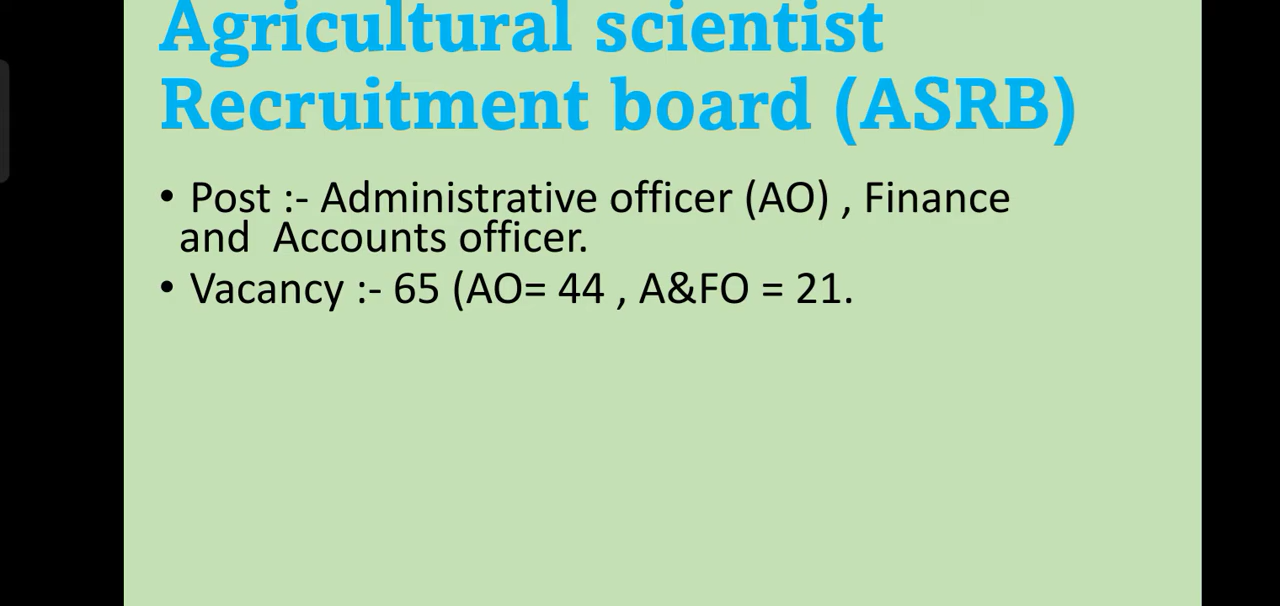 Agricultural scientist
Recruitment board (ASRB)
• Post :- Administrative officer (AO) , Finance
and  Accounts officer.
• Vacancy :- 65 (AO= 44 , A&FO = 21.